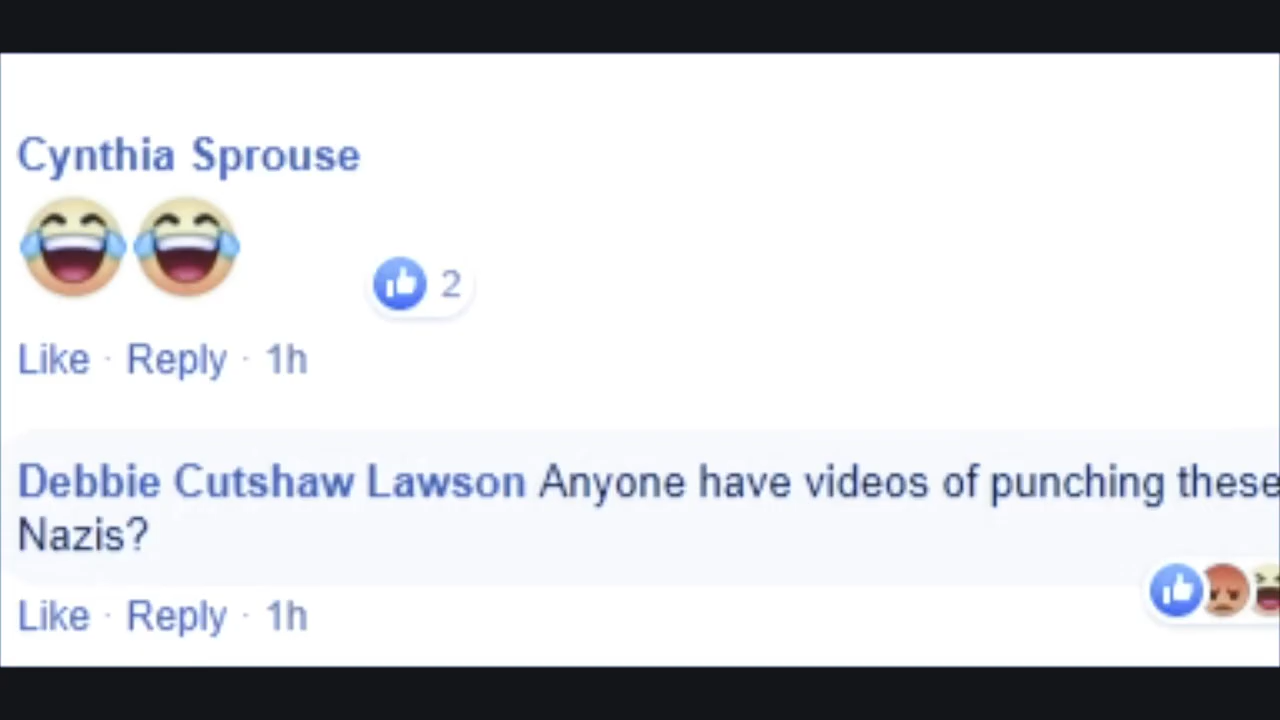 Cynthia Sprouse
2
Like · Reply · 1h
Debbie Cutshaw Lawson Anyone have videos of punching these
Nazis?
Like · Reply · 1h